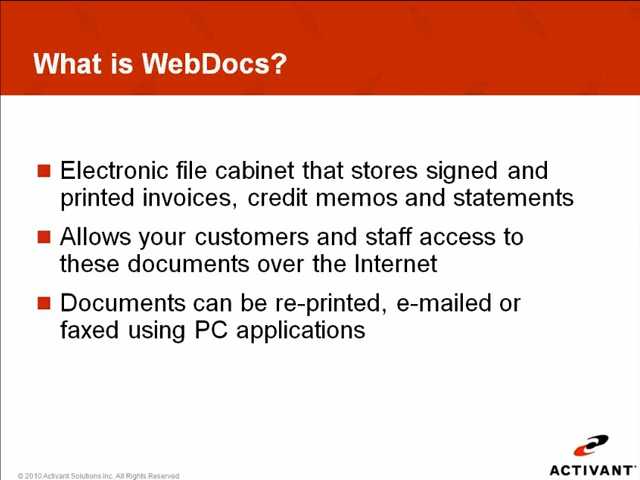 What is WebDocs?
Electronic file cabinet that stores signed and
printed invoices, credit memos and statements
Allows your customers and staff access to
these documents over the Internet
Documents can be re-printed, e-mailed or
faxed using PC applications
© 2010 Activant Solutions Inc. All Rights Reserved
ACTIVANT